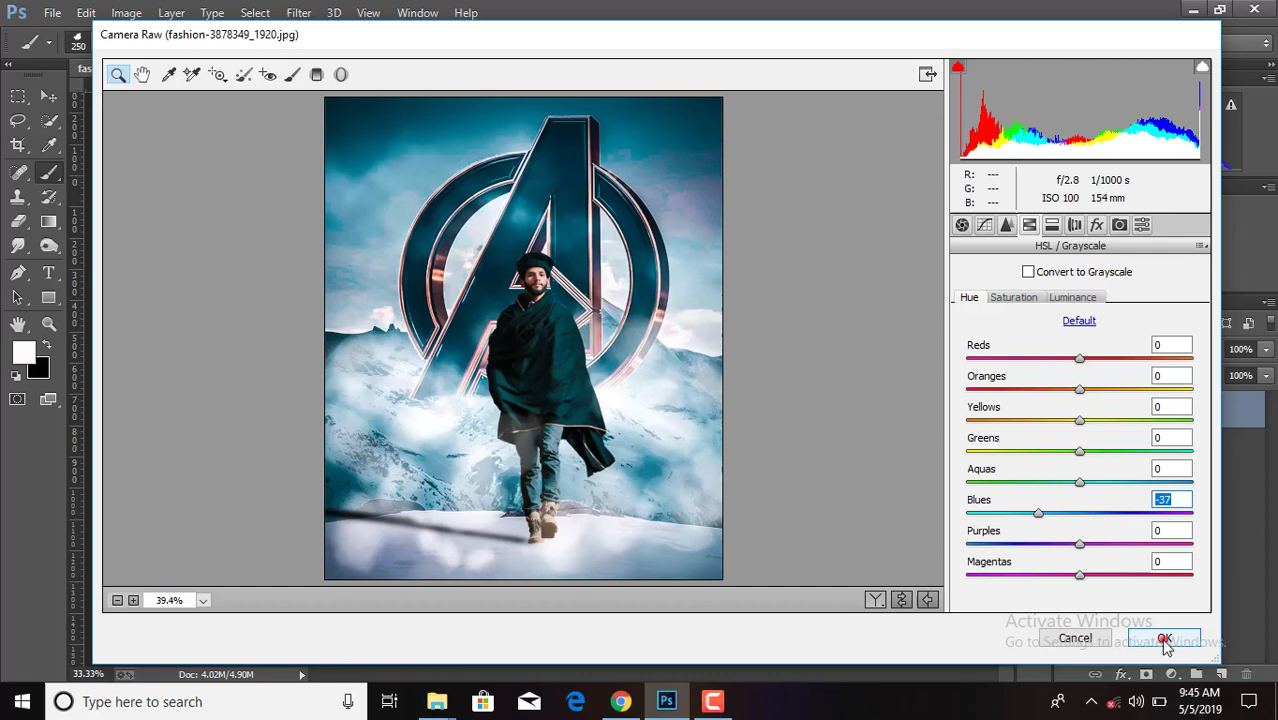 Ps File Edit Image Layer Type Select Filter 3D View Window Help
250
Camera Raw (fashion-3878349_1920.jpg)
R: ---
G: ---
B: ---
f/2.8 1/1000 s
ISO 100 154 mm
HSL / Grayscale
Convert to Grayscale
Hue Saturation Luminance
Default
Reds 0
Oranges 0
Yellows 0
Greens 0
Aquas 0
Blues -37
Purples 0
Magentas 0
100%
100%
39.4%
Activate Windows
Go to Settings to activate Windows.
Cancel OK
33.33% Doc: 4.02M/4.90M
Type here to search
9:45 AM
5/5/2019